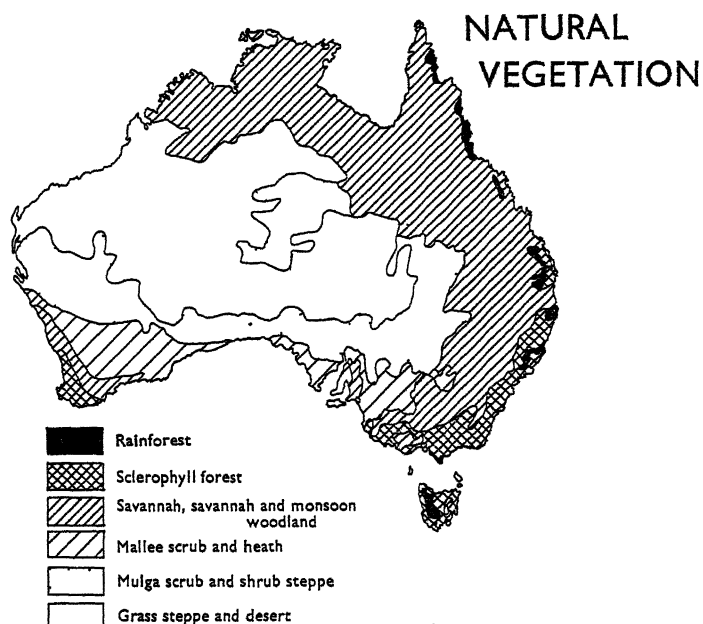 NATURAL
VEGETATION
Rainforest
Sclerophyll forest
Savannah, savannah and monsoon
woodland
Mallee scrub and heath
Mulga scrub and shrub steppe
Grass steppe and desert